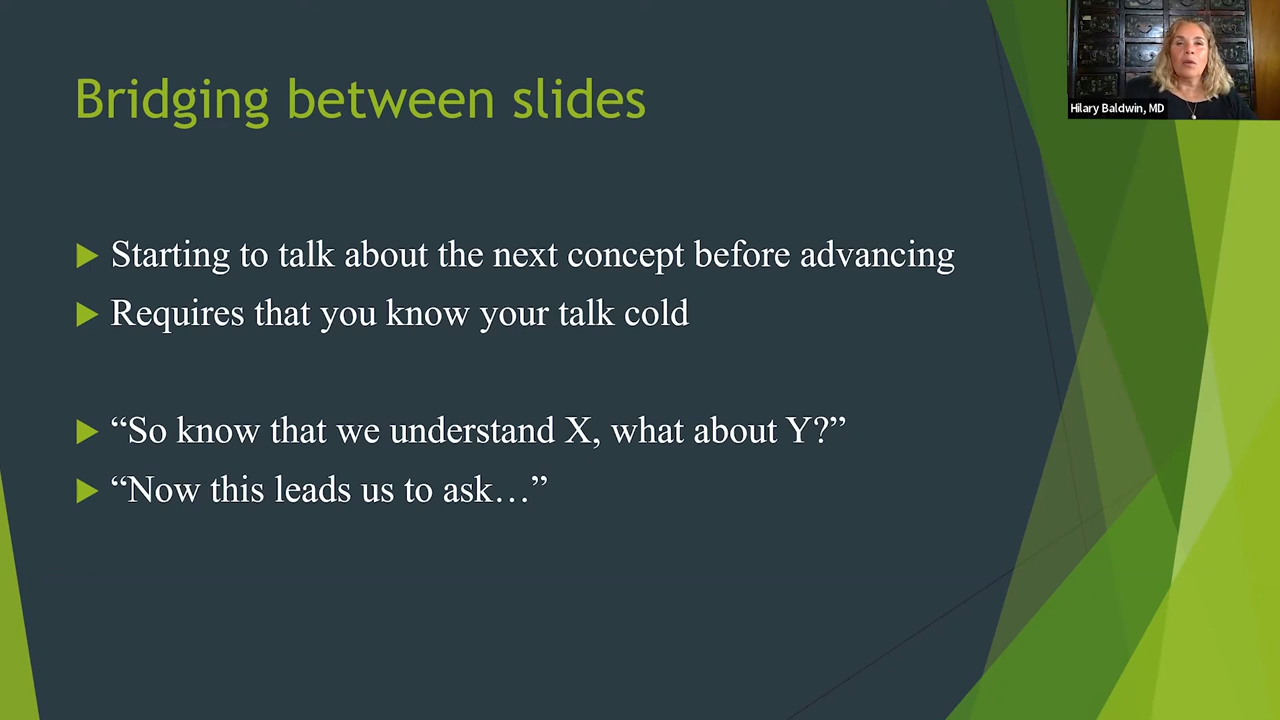 Bridging between slides
Hilary Baldwin, MD
Starting to talk about the next concept before advancing
Requires that you know your talk cold
“So know that we understand X, what about Y?”
“Now this leads us to ask…”